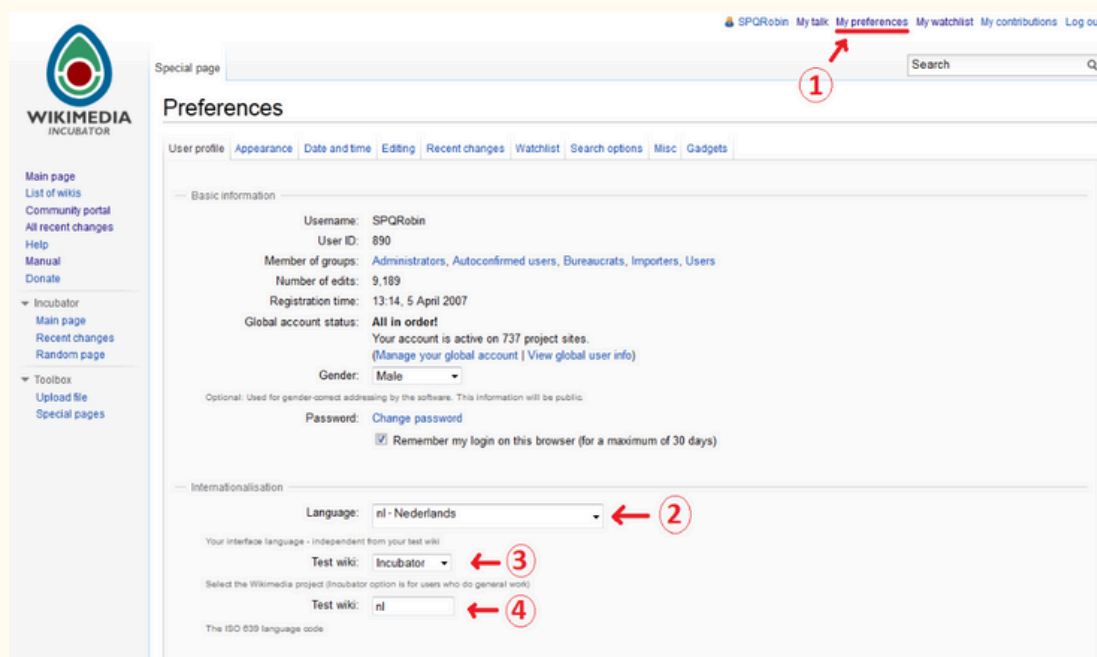 SPQRobin My talk My preferences My watchlist My contributions Log ou
1
Special page
Search
WIKIMEDIA
INCUBATOR
Preferences
User profile Appearance Date and time Editing Recent changes Watchlist Search options Misc Gadgets
Main page
List of wikis
Community portal
All recent changes
Help
Manual
Donate
Incubator
Main page
Recent changes
Random page
Toolbox
Upload file
Special pages
Basic information
Username: SPQRobin
User ID: 890
Member of groups: Administrators, Autoconfirmed users, Bureaucrats, Importers, Users
Number of edits: 9,189
Registration time: 13:14, 5 April 2007
Global account status: All in order!
Your account is active on 737 project sites.
(Manage your global account | View global user info)
Gender: Male
Optional: Used for gender-correct addressing by the software. This information will be public.
Password: Change password
Remember my login on this browser (for a maximum of 30 days)
Internationalisation
Language: nl - Nederlands 2
Your interface language - independent from your test wiki
Test wiki: Incubator 3
Select the Wikimedia project (Incubator option is for users who do general work)
Test wiki: nl 4
The ISO 639 language code